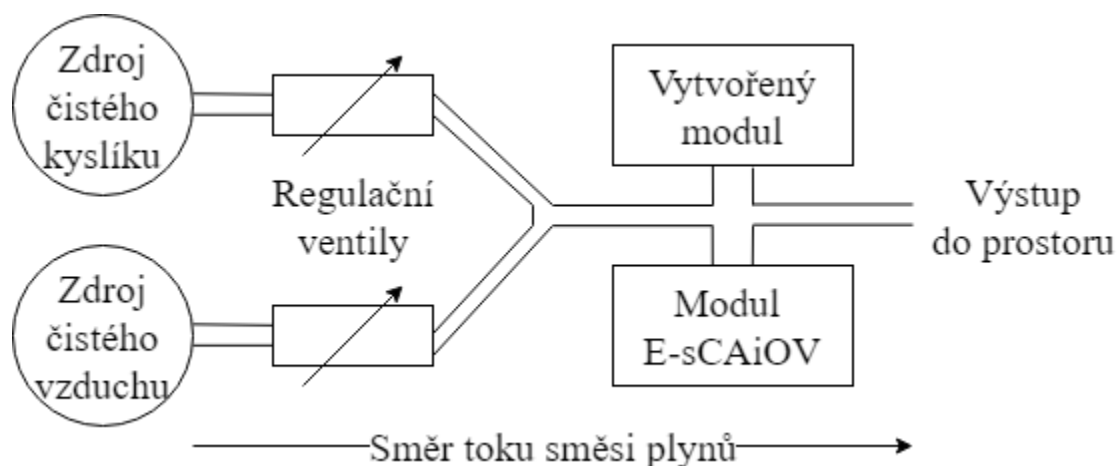 Zdroj
čistého
kyslíku
Regulační
ventily
Zdroj
čistého
vzduchu
Vytvořený
modul
Modul
E-sCAiOV
Výstup
do prostoru
Směr toku směsi plynů